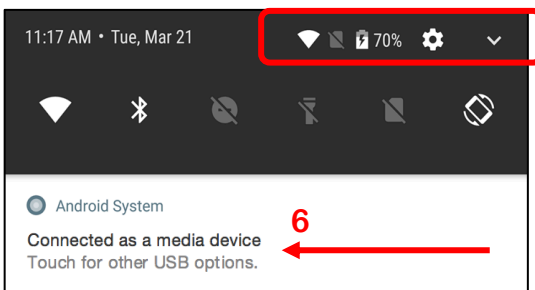 11:17 AM • Tue, Mar 21 70%
Android System
6
Connected as a media device
Touch for other USB options.